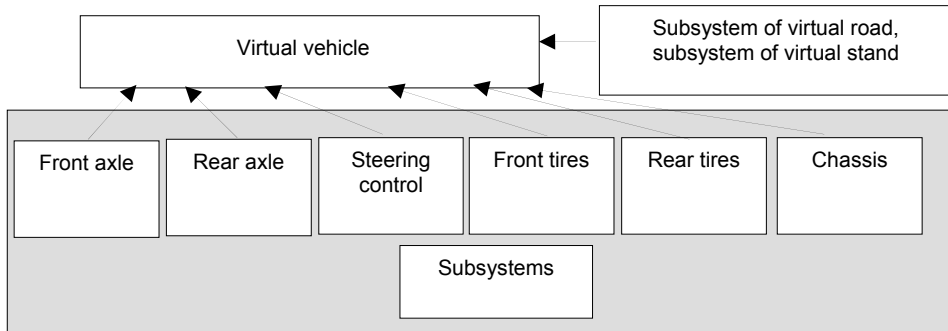 Virtual vehicle
Subsystem of virtual road,
subsystem of virtual stand
Front axle
Rear axle
Steering
control
Front tires
Rear tires
Chassis
Subsystems